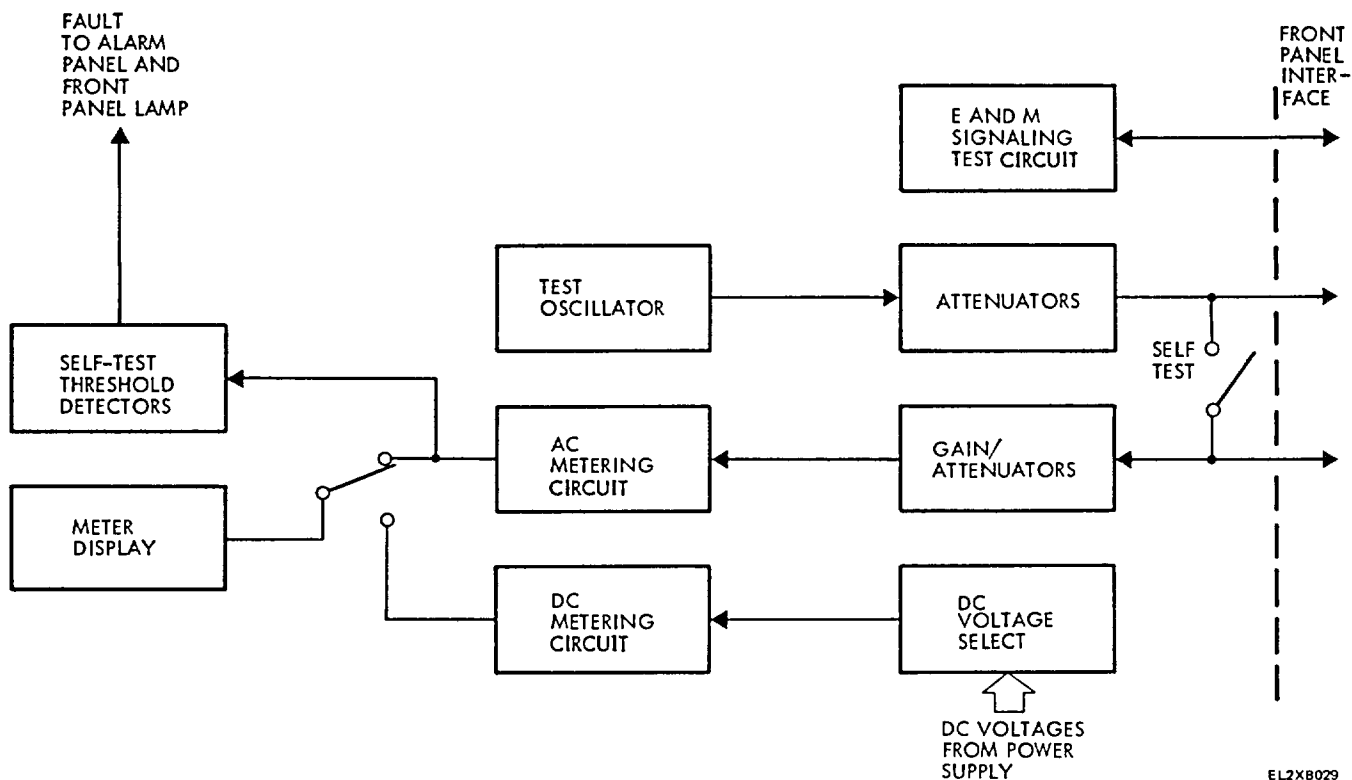 FAULT
TO ALARM
PANEL AND
FRONT
PANEL LAMP
FRONT
PANEL
INTER-
FACE
E AND M
SIGNALING
TEST CIRCUIT
TEST
OSCILLATOR
ATTENUATORS
SELF
TEST
SELF-TEST
THRESHOLD
DETECTORS
AC
METERING
CIRCUIT
GAIN/
ATTENUATORS
METER
DISPLAY
DC
METERING
CIRCUIT
DC
VOLTAGE
SELECT
DC VOLTAGES
FROM POWER
SUPPLY
EL2XB029